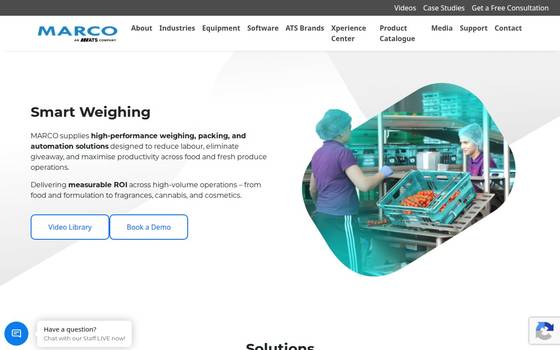 Videos Case Studies Get a Free Consultation
MARCO
AN ATS COMPANY
About Industries Equipment Software ATS Brands Xperience Center Product Catalogue Media Support Contact
Smart Weighing
MARCO supplies high-performance weighing, packing, and
automation solutions designed to reduce labour, eliminate
giveaway, and maximise productivity across food and fresh produce
operations.
Delivering measurable ROI across high-volume operations – from
food and formulation to fragrances, cannabis, and cosmetics.
Video Library Book a Demo
Have a question?
Chat with our Staff LIVE now!
Solutions